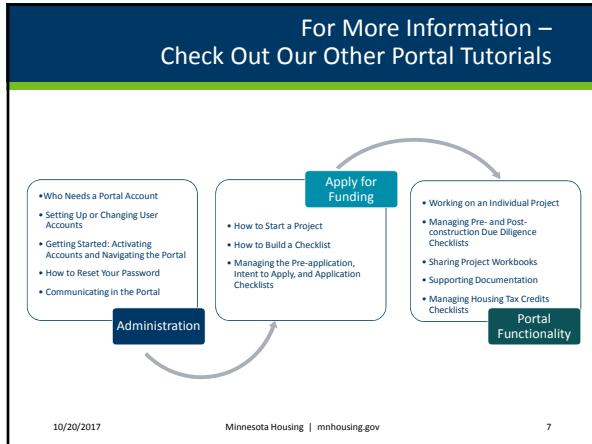 For More Information –
Check Out Our Other Portal Tutorials
•Who Needs a Portal Account
• Setting Up or Changing User
Accounts
• Getting Started: Activating
Accounts and Navigating the Portal
• How to Reset Your Password
• Communicating in the Portal
Administration
Apply for
Funding
• How to Start a Project
• How to Build a Checklist
• Managing the Pre-application,
Intent to Apply, and Application
Checklists
• Working on an Individual Project
• Managing Pre- and Post-
construction Due Diligence
Checklists
• Sharing Project Workbooks
• Supporting Documentation
• Managing Housing Tax Credits
Checklists
Portal
Functionality
10/20/2017
Minnesota Housing | mnhousing.gov
7